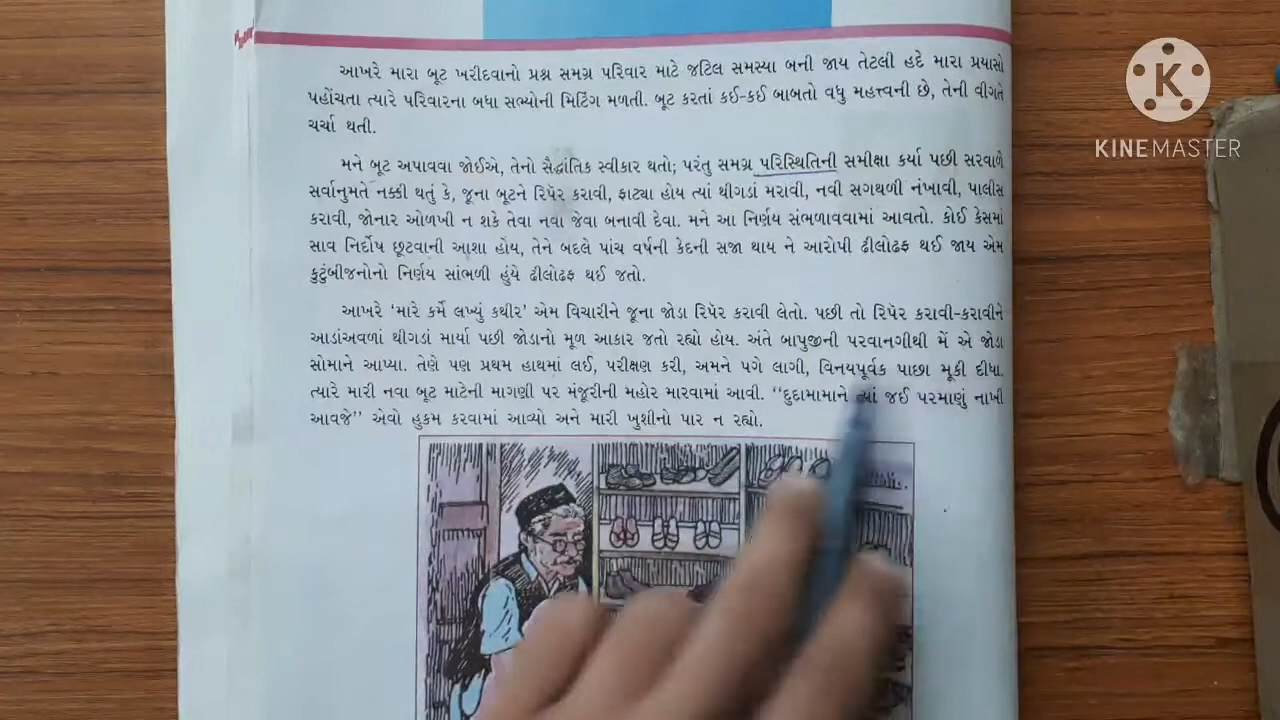 આખરે મારા બૂટ ખરીદવાનો પ્રશ્ન સમગ્ર પરિવાર માટે જટિલ સમસ્યા બની જાય તેટલી હદે મારા પ્રયાસો
પહોંચતા ત્યારે પરિવારના બધા સભ્યોની મિટિંગ મળતી. બૂટ કરતાં કઈ-કઈ બાબતો વધુ મહત્ત્વની છે, તેની વીગતે
ચર્ચા થતી.
મને બૂટ અપાવવા જોઈએ, તેનો સૈદ્ધાંતિક સ્વીકાર થતો; પરંતુ સમગ્ર પરિસ્થિતિની સમીક્ષા કર્યા પછી સરવાળે
સર્વાનુમતે નક્કી થતું કે, જૂના બૂટને રિપૅર કરાવી, ફાટ્યા હોય ત્યાં થીગડાં મરાવી, નવી સગથળી નંખાવી, પાલીસ
કરાવી, જોનાર ઓળખી ન શકે તેવા નવા જેવા બનાવી દેવા. મને આ નિર્ણય સંભળાવવામાં આવતો. કોઈ કેસમાં
સાવ નિર્દોષ છૂટવાની આશા હોય, તેને બદલે પાંચ વર્ષની કેદની સજા થાય ને આરોપી ઢીલોઢફ થઈ જાય એમ
કુટુંબીજનોનો નિર્ણય સાંભળી હુંયે ઢીલોઢફ થઈ જતો.
આખરે ‘મારે કર્મે લખ્યું કથીર’ એમ વિચારીને જૂના જોડા રિપૅર કરાવી લેતો. પછી તો રિપૅર કરાવી-કરાવીને
આડાંઅવળાં થીગડાં માર્યા પછી જોડાનો મૂળ આકાર જતો રહ્યો હોય. અંતે બાપુજીની પરવાનગીથી મેં એ જોડા
સોમાને આપ્યા. તેણે પણ પ્રથમ હાથમાં લઈ, પરીક્ષણ કરી, અમને પગે લાગી, વિનયપૂર્વક પાછા મૂકી દીધા.
ત્યારે મારી નવા બૂટ માટેની માગણી પર મંજૂરીની મહોર મારવામાં આવી. ‘‘દુદામામાને ત્યાં જઈ પરમાણું નાખી
આવજે’’ એવો હુકમ કરવામાં આવ્યો અને મારી ખુશીનો પાર ન રહ્યો.
K
KINEMASTER